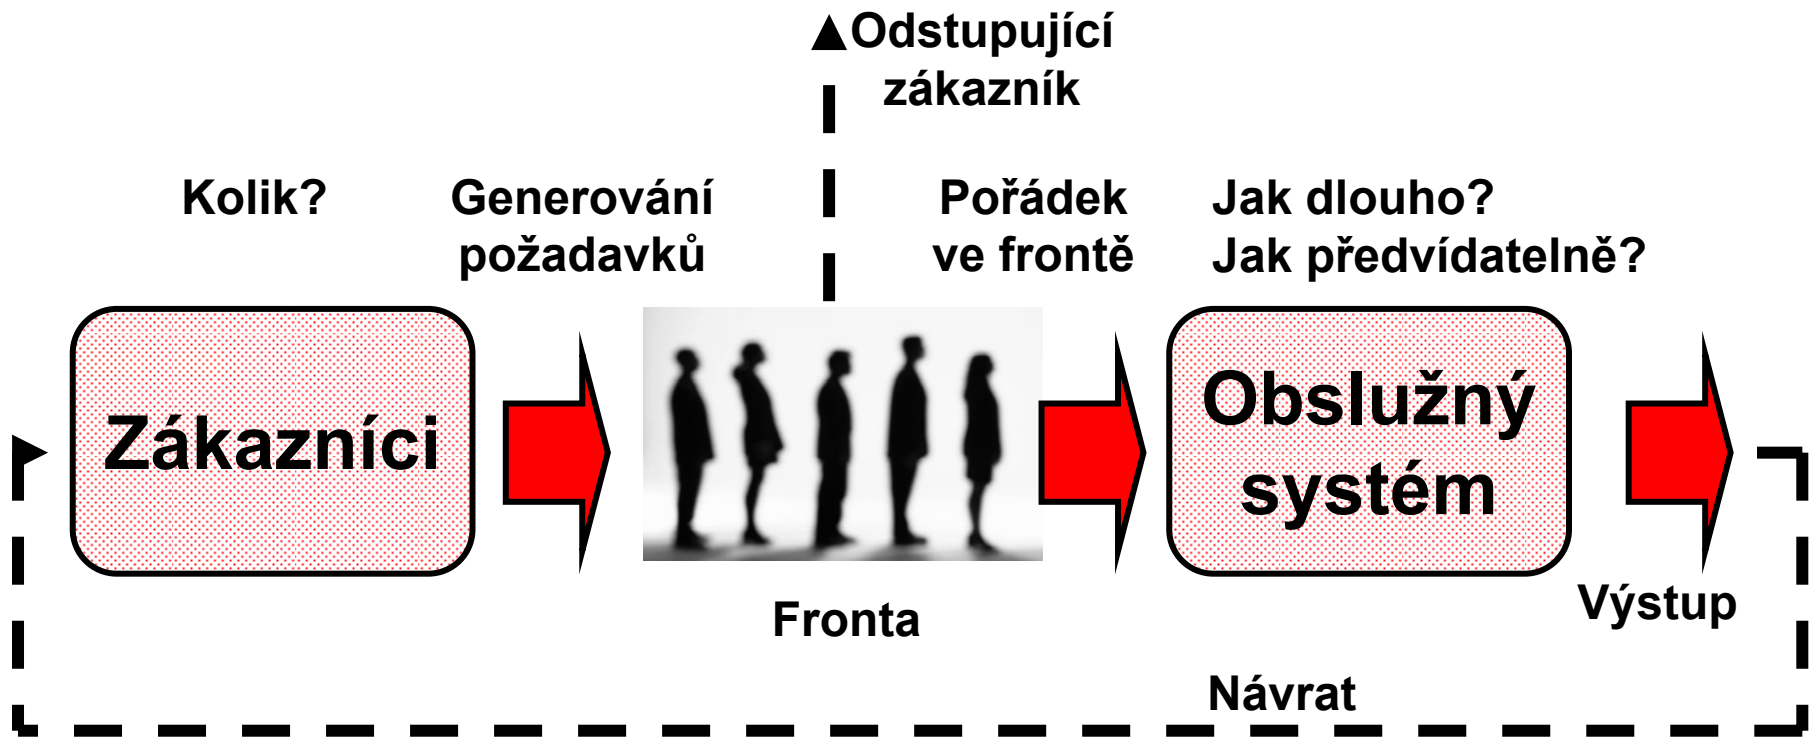 Odstupující
zákazník
Kolik?
Generování
požadavků
Pořádek
ve frontě
Jak dlouho?
Jak předvídatelně?
Zákazníci
Obslužný
systém
Fronta
Výstup
Návrat